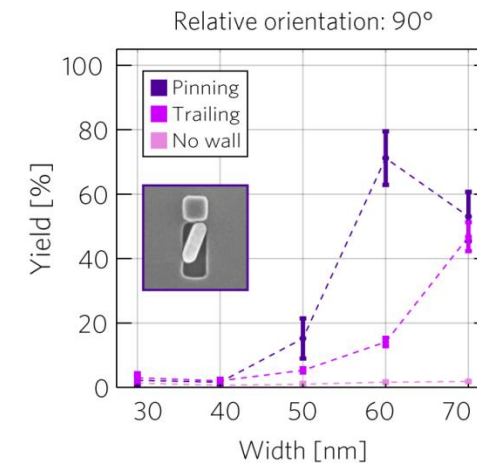 Relative orientation: 90°
100
80
60
40
20
0
Yield [%]
Pinning
Trailing
No wall
30 40 50 60 70
Width [nm]